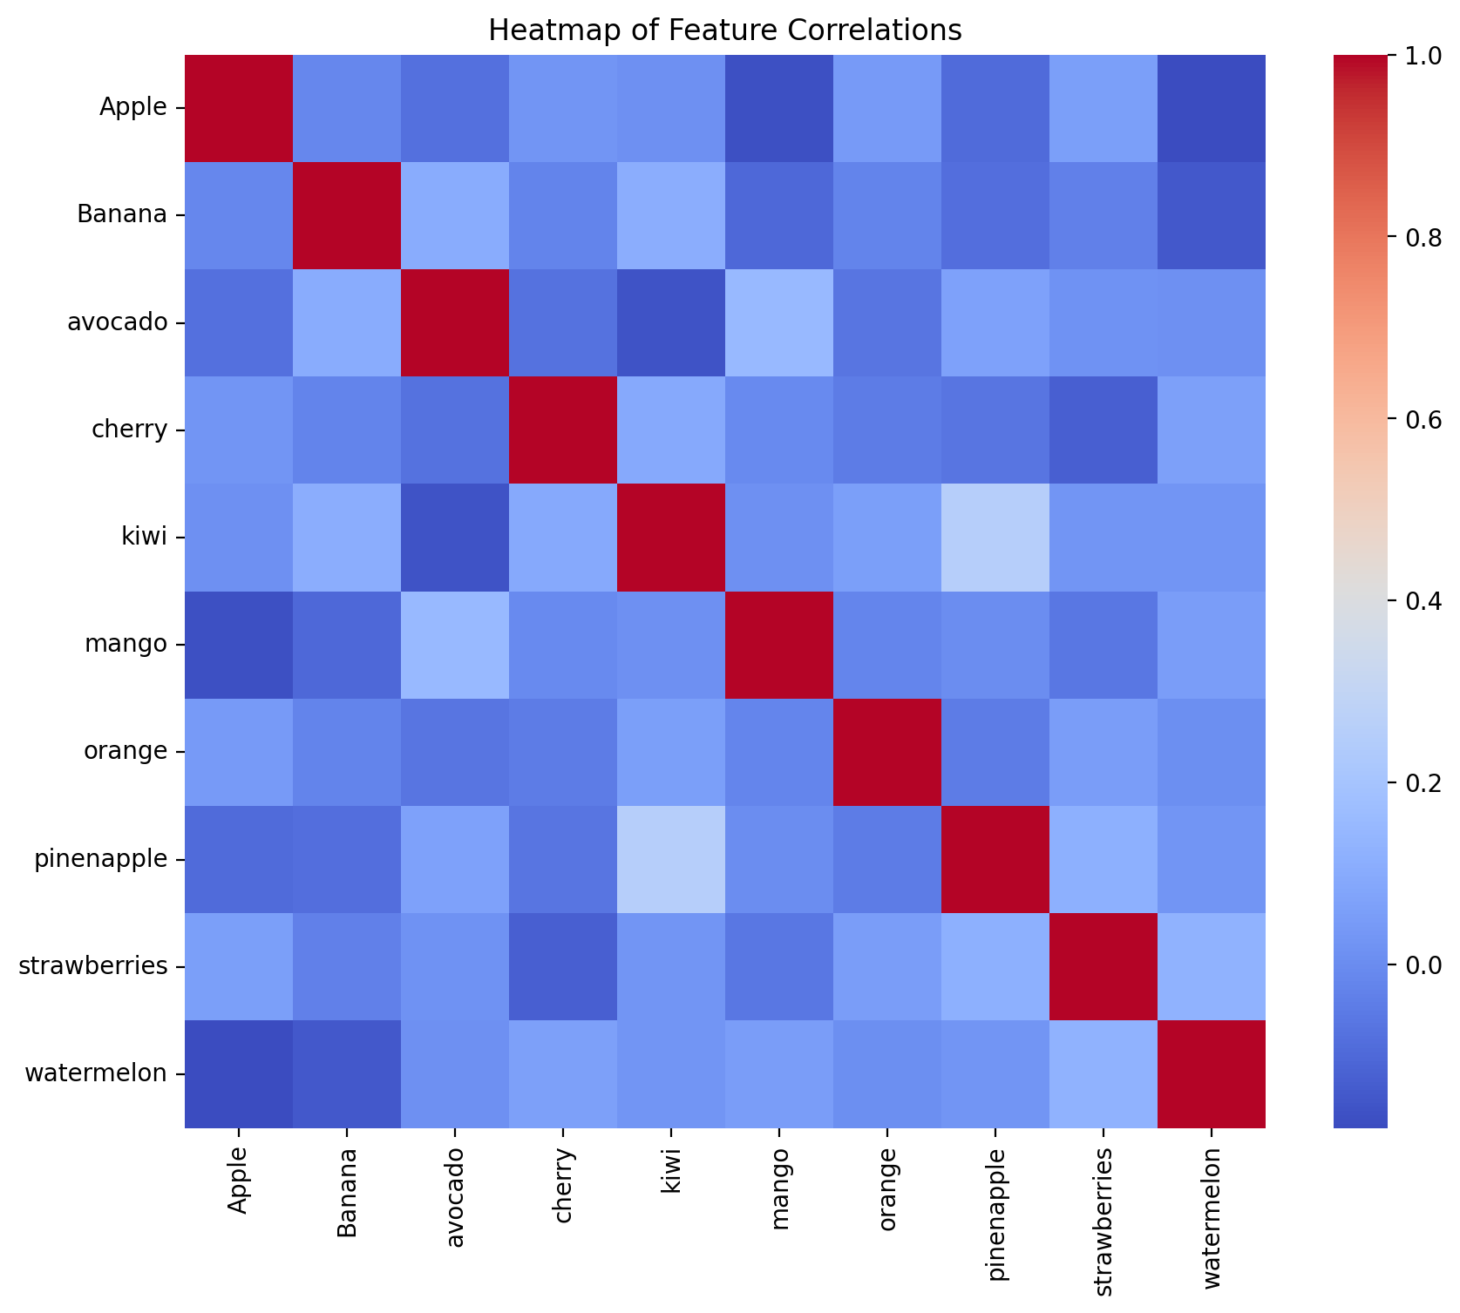 Heatmap of Feature Correlations
Apple
Banana
avocado
cherry
kiwi
mango
orange
pinenapple
strawberries
watermelon
Apple
Banana
avocado
cherry
kiwi
mango
orange
pinenapple
strawberries
watermelon
1.0
0.8
0.6
0.4
0.2
0.0